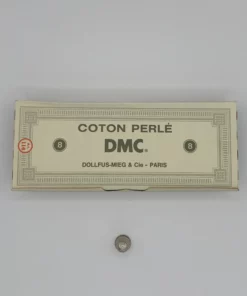 COTON PERLÉ
8 DMC® 8
DOLLFUS-MIEG & Cie - PARIS